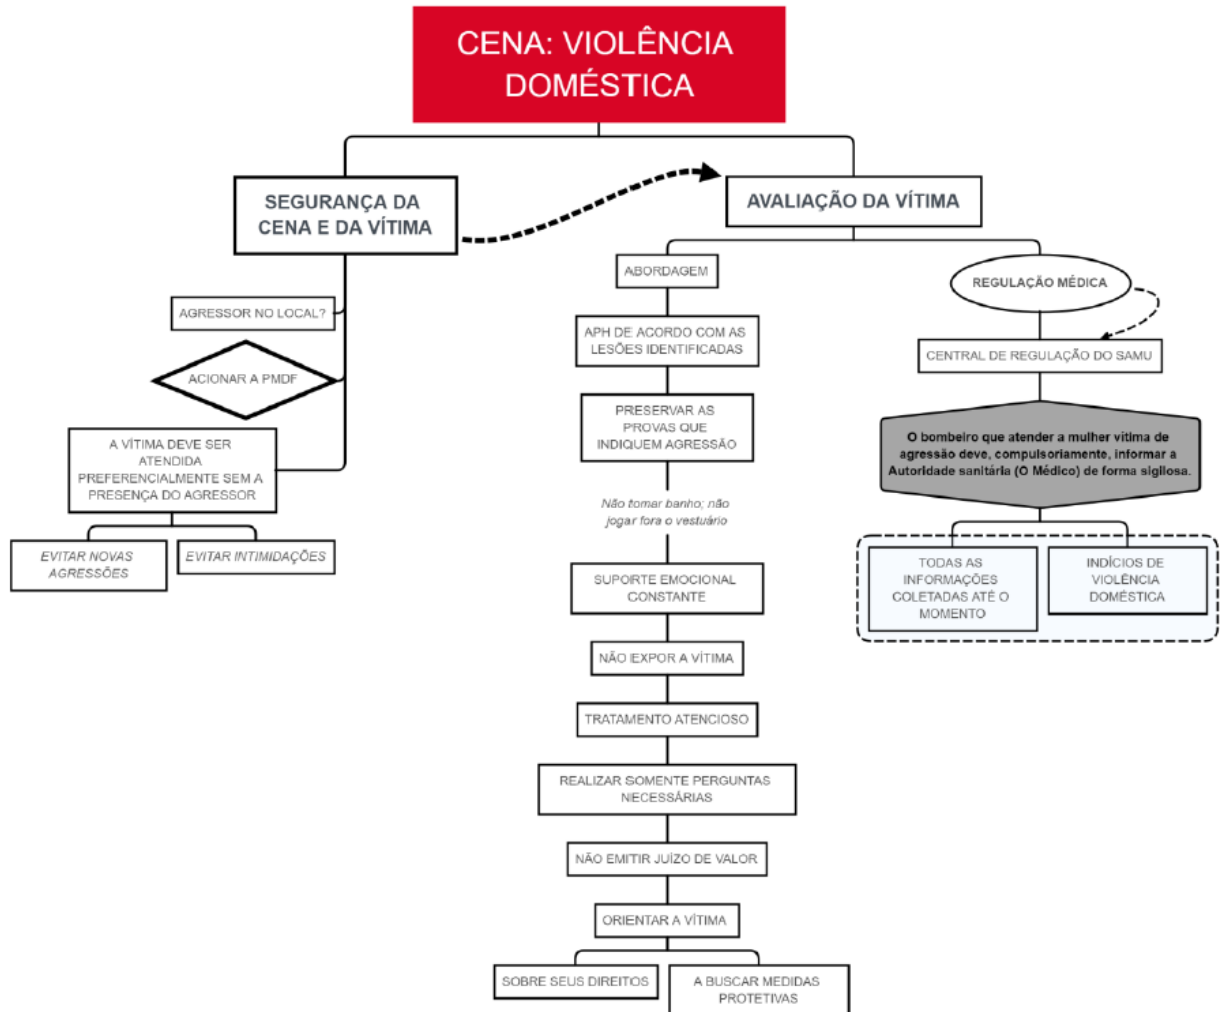 CENA: VIOLÊNCIA
DOMÉSTICA
SEGURANÇA DA
CENA E DA VÍTIMA
AGRESSOR NO LOCAL?
ACIONAR A PMDF
A VÍTIMA DEVE SER
ATENDIDA
PREFERENCIALMENTE SEM A
PRESENÇA DO AGRESSOR
EVITAR NOVAS
AGRESSÕES
EVITAR INTIMIDAÇÕES
AVALIAÇÃO DA VÍTIMA
ABORDAGEM
APH DE ACORDO COM AS
LESÕES IDENTIFICADAS
PRESERVAR AS
PROVAS QUE
INDIQUEM AGRESSÃO
Não tomar banho; não
jogar fora o vestuário
SUPORTE EMOCIONAL
CONSTANTE
NÃO EXPOR A VÍTIMA
TRATAMENTO ATENCIOSO
REALIZAR SOMENTE PERGUNTAS
NECESSÁRIAS
NÃO EMITIR JUÍZO DE VALOR
ORIENTAR A VÍTIMA
SOBRE SEUS DIREITOS
A BUSCAR MEDIDAS
PROTETIVAS
REGULAÇÃO MÉDICA
CENTRAL DE REGULAÇÃO DO SAMU
O bombeiro que atender a mulher vítima de
agressão deve, compulsoriamente, informar a
Autoridade sanitária (O Médico) de forma sigilosa.
TODAS AS
INFORMAÇÕES
COLETADAS ATÉ O
MOMENTO
INDÍCIOS DE
VIOLÊNCIA
DOMÉSTICA